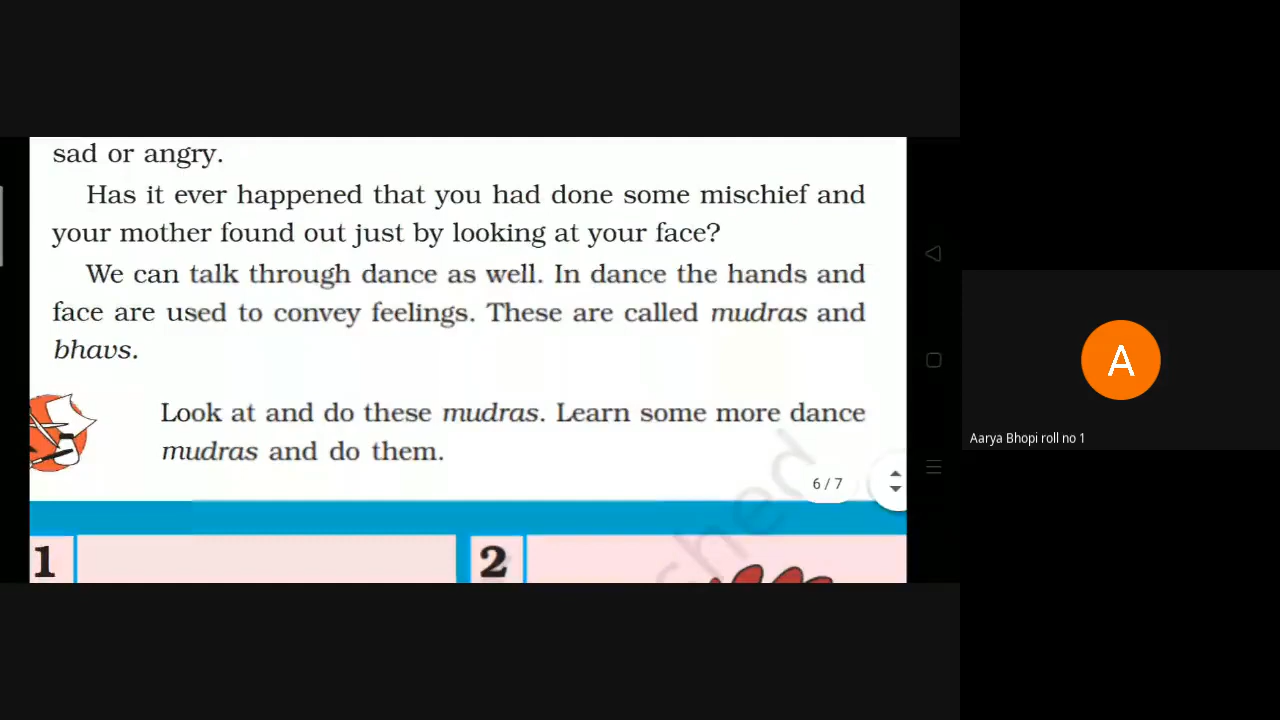 sad or angry.
Has it ever happened that you had done some mischief and
your mother found out just by looking at your face?
We can talk through dance as well. In dance the hands and
face are used to convey feelings. These are called mudras and
bhavs.
Look at and do these mudras. Learn some more dance
mudras and do them.
6 / 7
1
2
A
Aarya Bhopi roll no 1